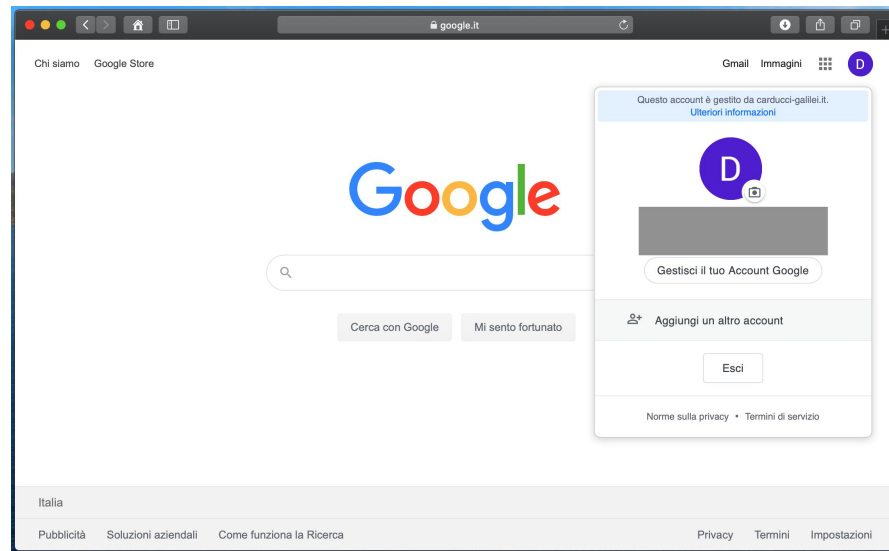 google.it
Chi siamo Google Store
Gmail Immagini
D
Questo account è gestito da carducci-galilei.it.
Ulteriori informazioni
D
Google
Gestisci il tuo Account Google
Aggiungi un altro account
Cerca con Google Mi sento fortunato
Esci
Norme sulla privacy • Termini di servizio
Italia
Pubblicità Soluzioni aziendali Come funziona la Ricerca
Privacy Termini Impostazioni